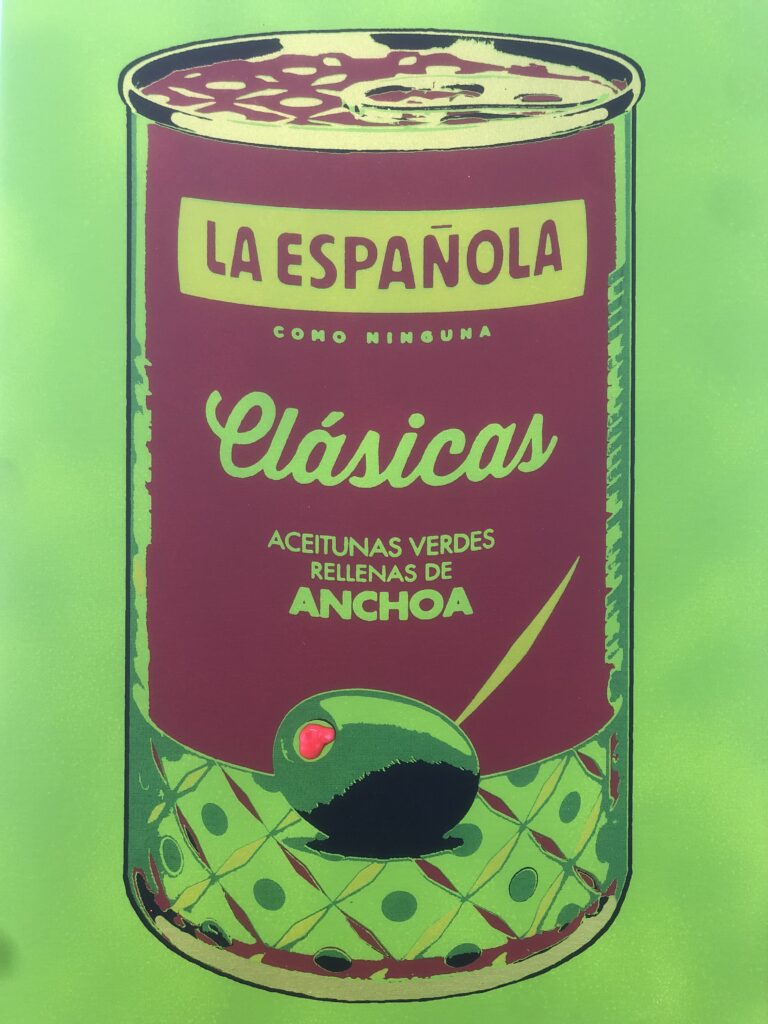 LA ESPAÑOLA
COMO NINGUNA
Clásicas
ACEITUNAS VERDES
RELLENAS DE
ANCHOA